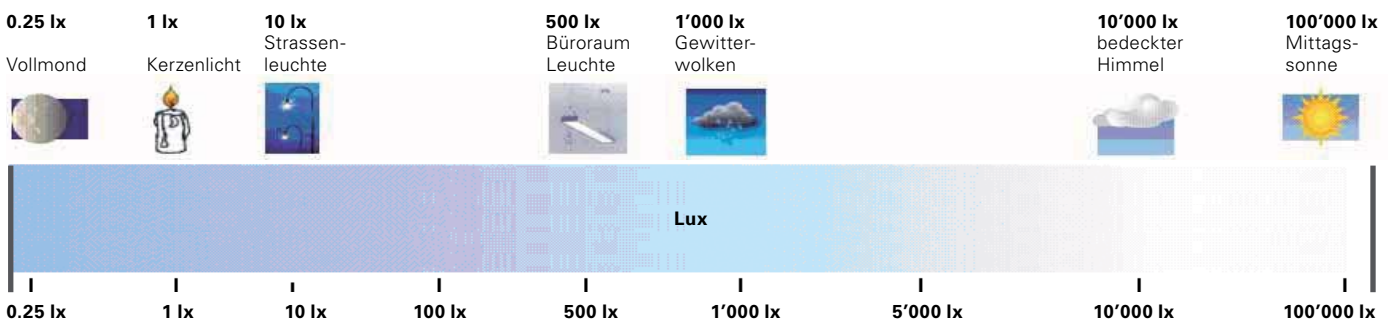 0.25 lx 1 lx 10 lx 500 lx 1’000 lx 10’000 lx 100’000 lx
Strassen- Büroraum Gewitter- bedeckter Mittags-
Vollmond Kerzenlicht leuchte Leuchte wolken Himmel sonne
Lux
0.25 lx 1 lx 10 lx 100 lx 500 lx 1’000 lx 5’000 lx 10’000 lx 100’000 lx